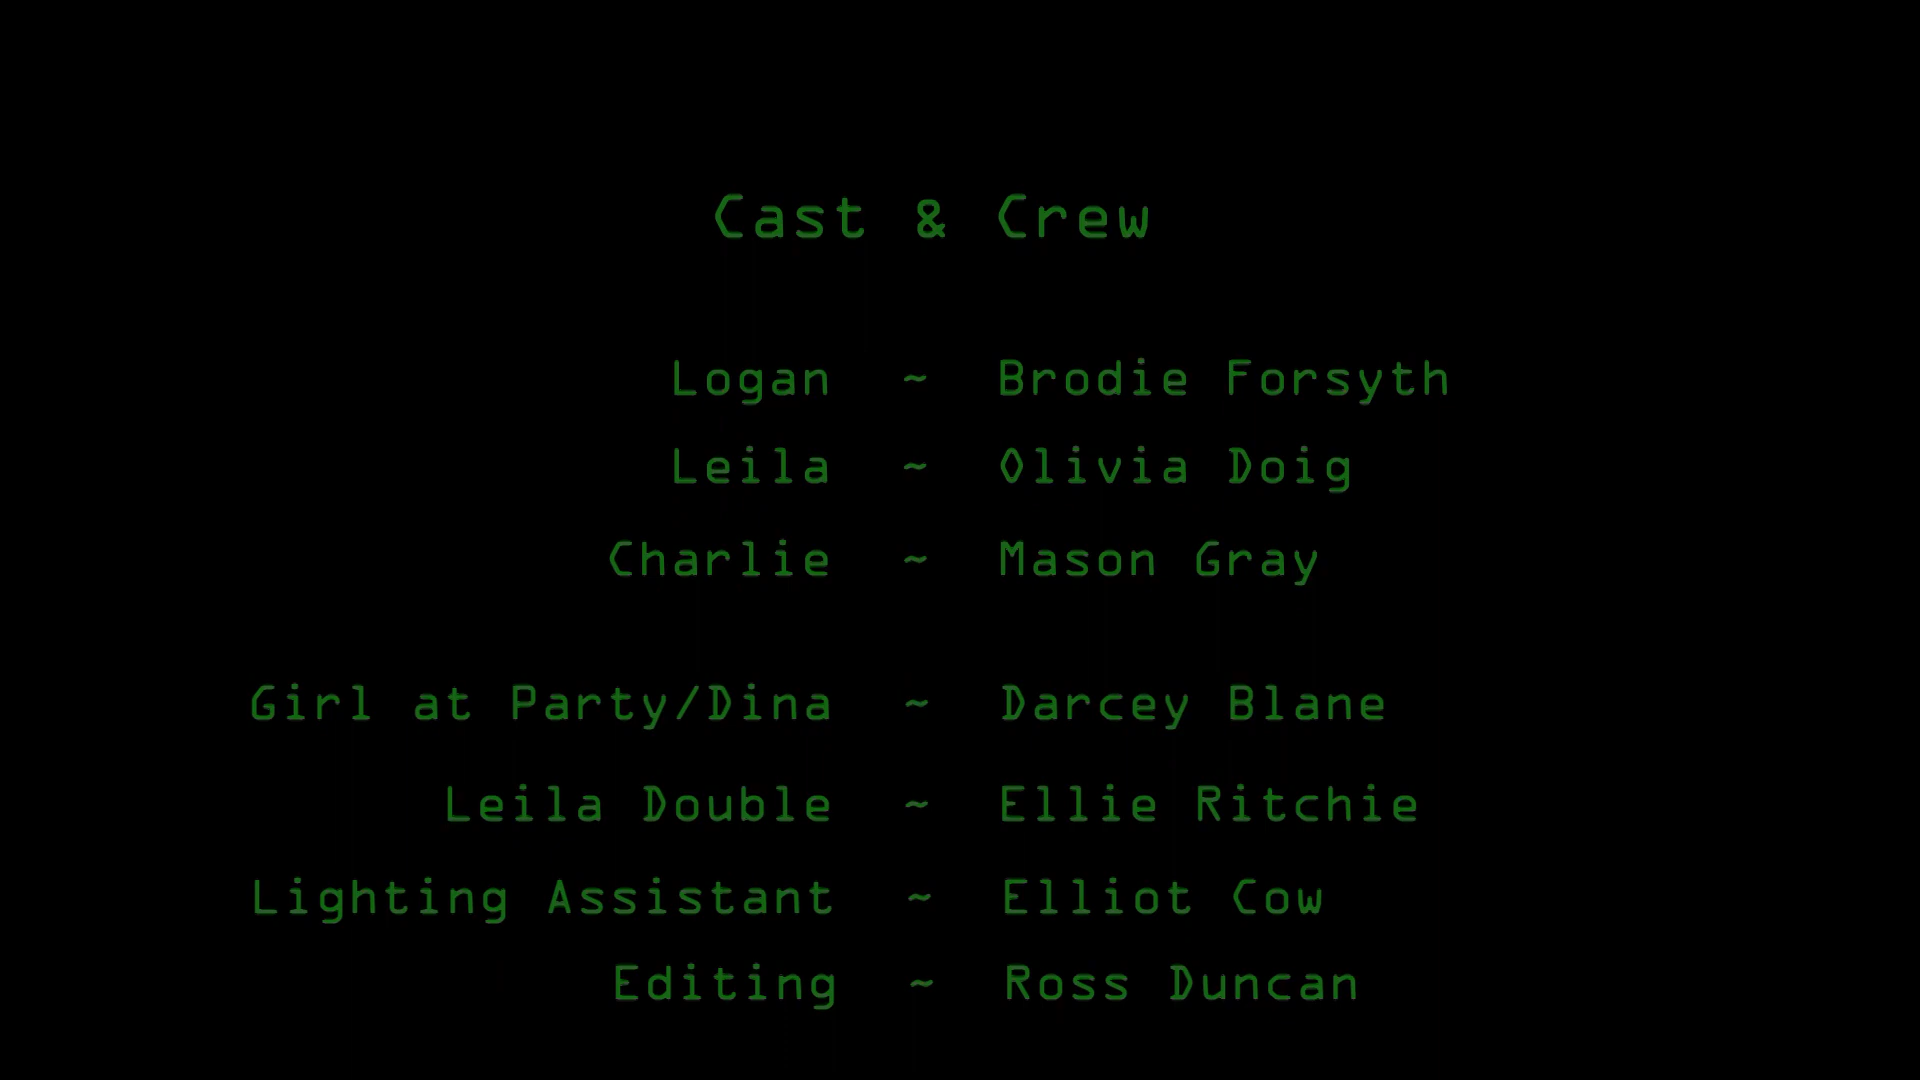 Cast & Crew
Logan ~ Brodie Forsyth
Leila ~ Olivia Doig
Charlie ~ Mason Gray
Girl at Party/Dina ~ Darcey Blane
Leila Double ~ Ellie Ritchie
Lighting Assistant ~ Elliot Cow
Editing ~ Ross Duncan